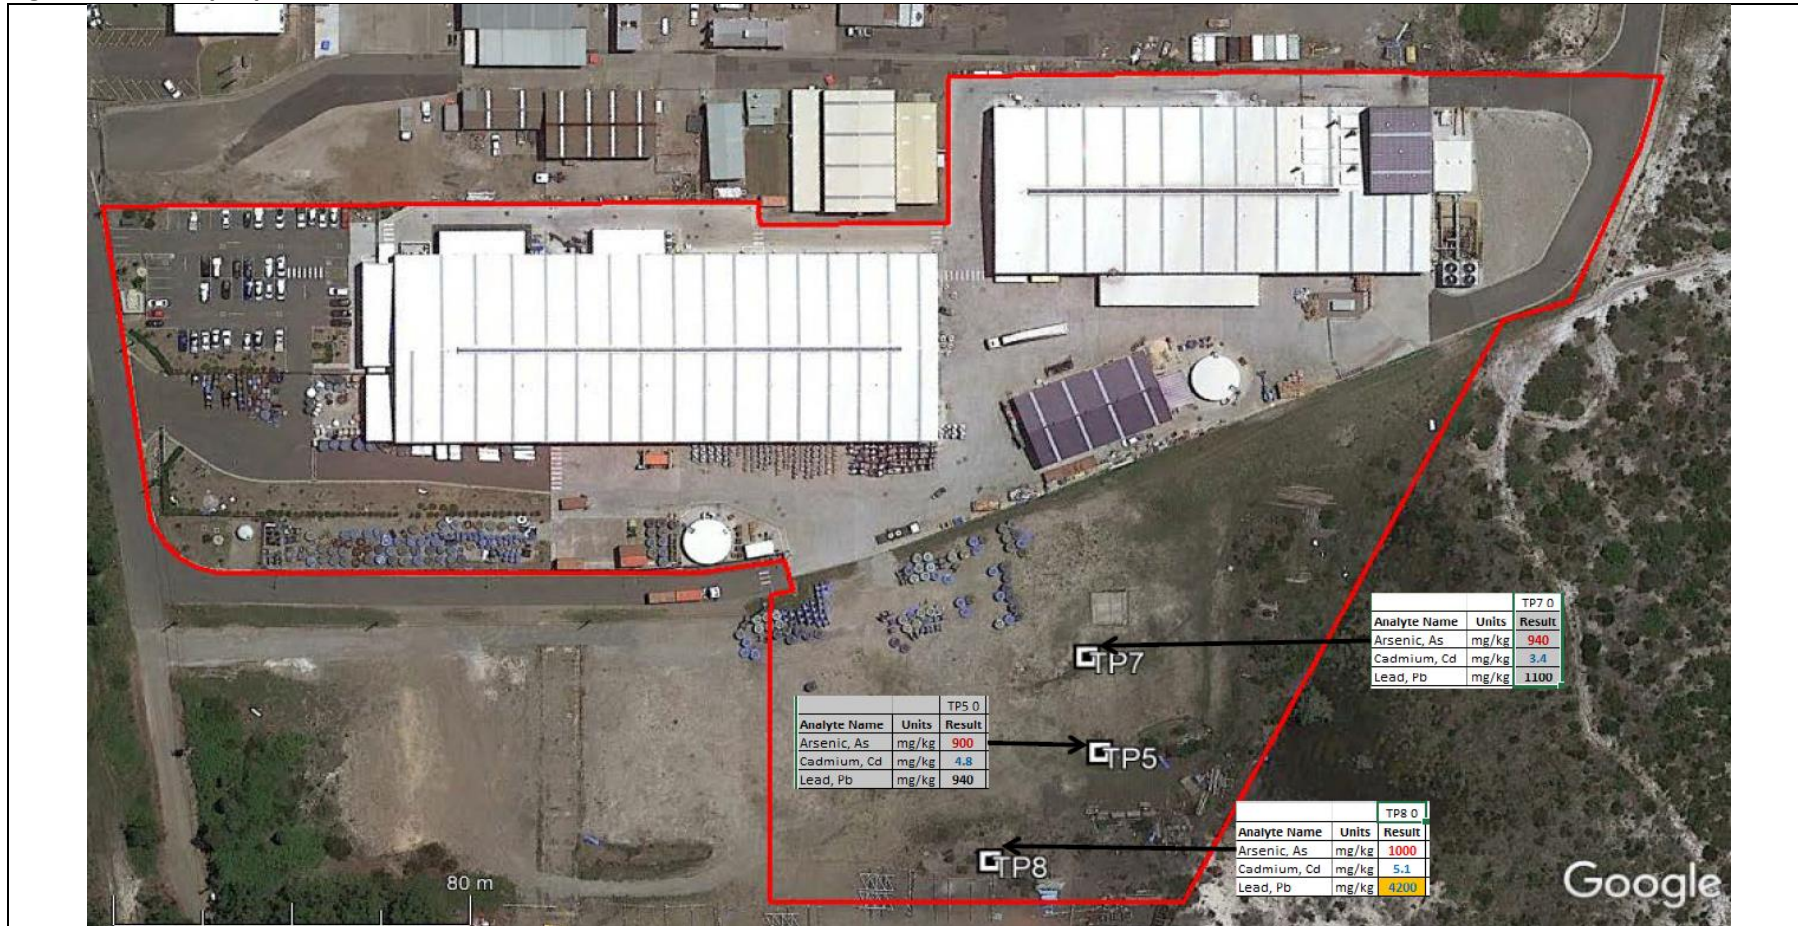 TP7 0
Analyte Name Units Result
Arsenic, As mg/kg 940
Cadmium, Cd mg/kg 3.4
Lead, Pb mg/kg 1100
TP7
TP5 0
Analyte Name Units Result
Arsenic, As mg/kg 900
Cadmium, Cd mg/kg 4.8
Lead, Pb mg/kg 940
TP5
TP8 0
Analyte Name Units Result
Arsenic, As mg/kg 1000
Cadmium, Cd mg/kg 5.1
Lead, Pb mg/kg 4200
TP8
80 m
Google